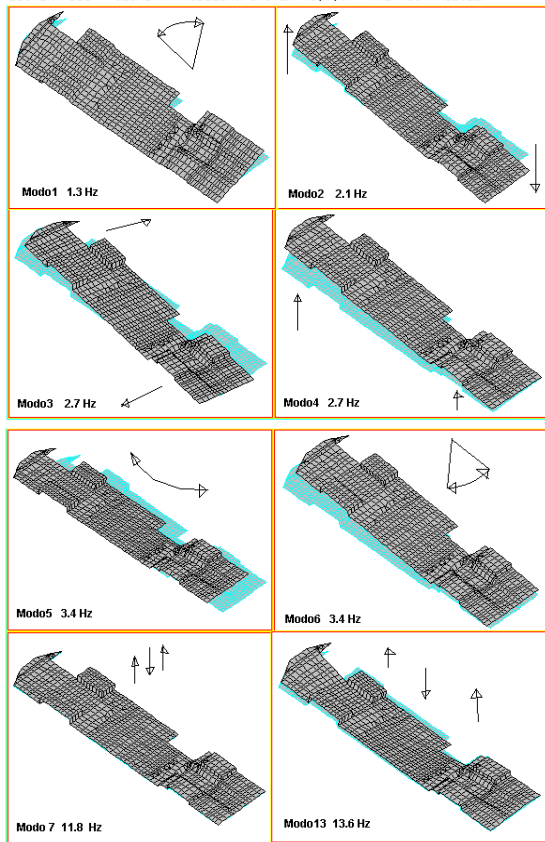 Modo1 1.3 Hz
Modo2 2.1 Hz
Modo3 2.7 Hz
Modo4 2.7 Hz
Modo5 3.4 Hz
Modo6 3.4 Hz
Modo 7 11.8 Hz
Modo13 13.6 Hz